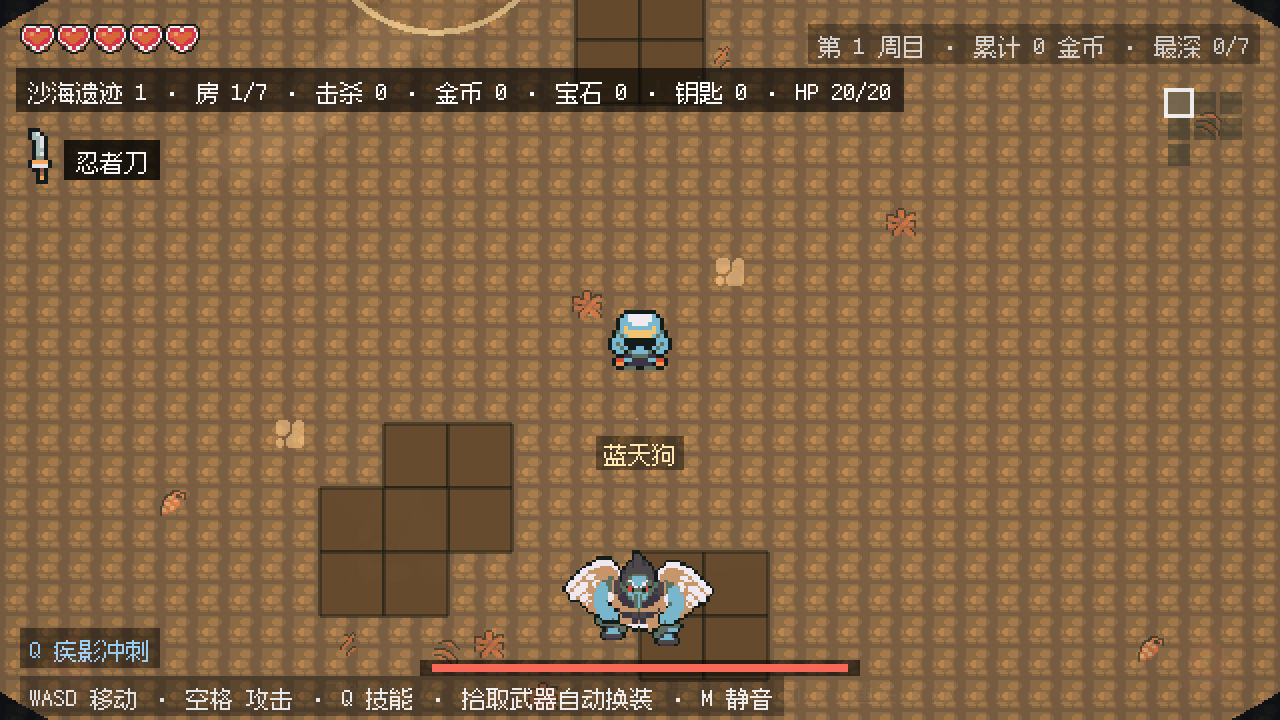 第 1 周目 · 累计 0 金币 · 最深 0/7
沙海遗迹 1 · 房 1/7 · 击杀 0 · 金币 0 · 宝石 0 · 钥匙 0 · HP 20/20
忍者刀
蓝天狗
Q 疾影冲刺
WASD 移动 · 空格 攻击 · Q 技能 · 拾取武器自动换装 · M 静音